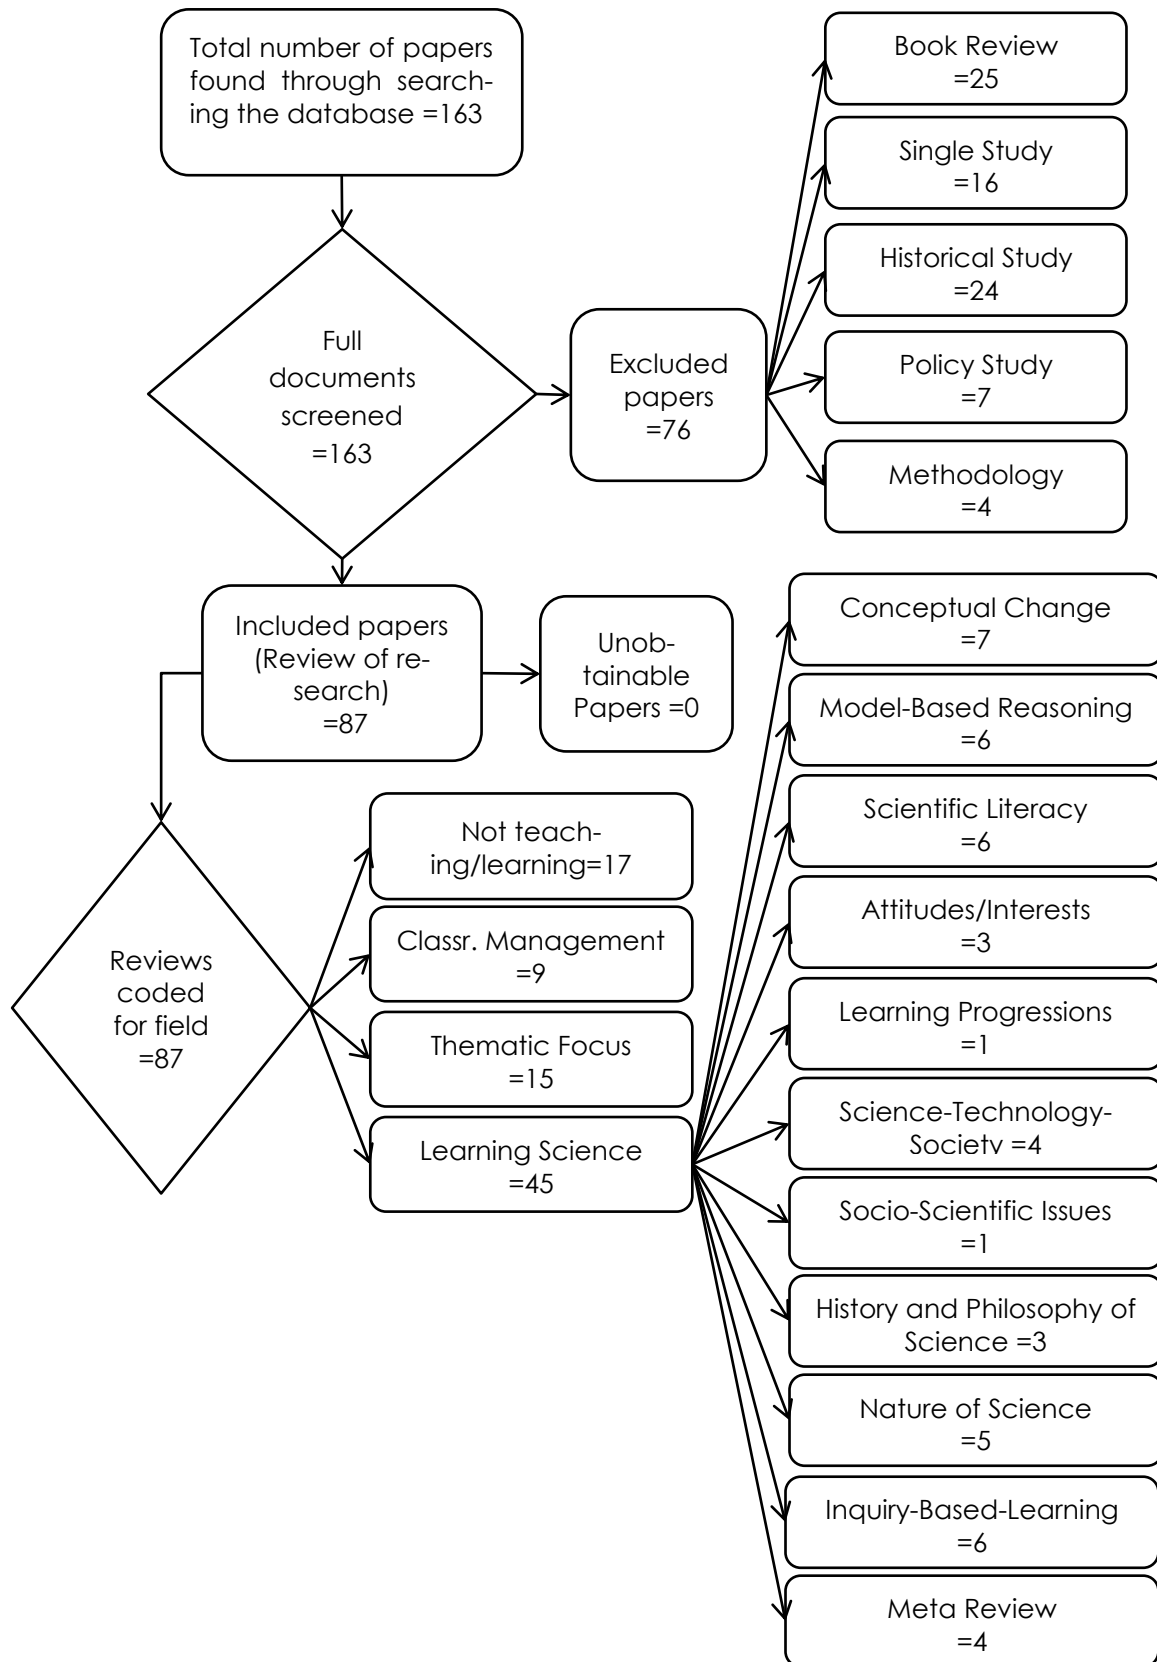 Total number of papers
found through search-
ing the database =163
Book Review
=25
Single Study
=16
Historical Study
=24
Policy Study
=7
Methodology
=4
Full
documents
screened
=163
Excluded
papers
=76
Included papers
(Review of re-
search)
=87
Unob-
tainable
Papers =0
Reviews
coded
for field
=87
Not teach-
ing/learning=17
Classr. Management
=9
Thematic Focus
=15
Learning Science
=45
Conceptual Change
=7
Model-Based Reasoning
=6
Scientific Literacy
=6
Attitudes/Interests
=3
Learning Progressions
=1
Science-Technology-
Society =4
Socio-Scientific Issues
=1
History and Philosophy of
Science =3
Nature of Science
=5
Inquiry-Based-Learning
=6
Meta Review
=4